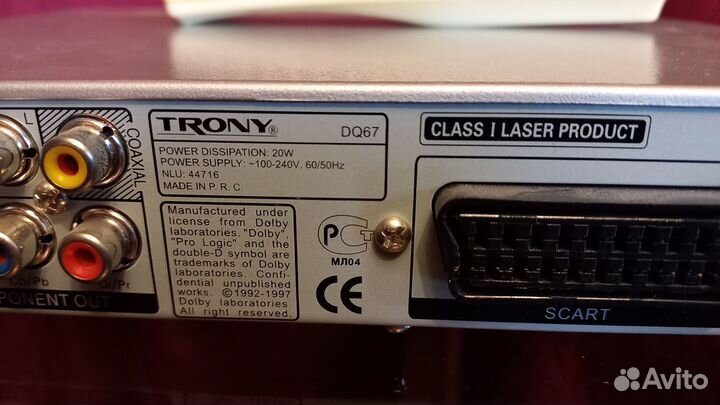 L
COAXIAL
TRONY® DQ67
POWER DISSIPATION: 20W
POWER SUPPLY: ~100-240V, 60/50Hz
NLU: 44716
MADE IN P. R. C.
CLASS I LASER PRODUCT
Manufactured under
license from Dolby
laboratories. "Dolby",
"Pro Logic" and the
double-D symbol are
trademarks of Dolby
laboratories. Confi-
dential unpublished
works. ©1992-1997
Dolby laboratories.
All right reserved.
РСТ
МЛ04
CE
Cb/Pb
Cr/Pr
PONENT OUT
SCART
Avito